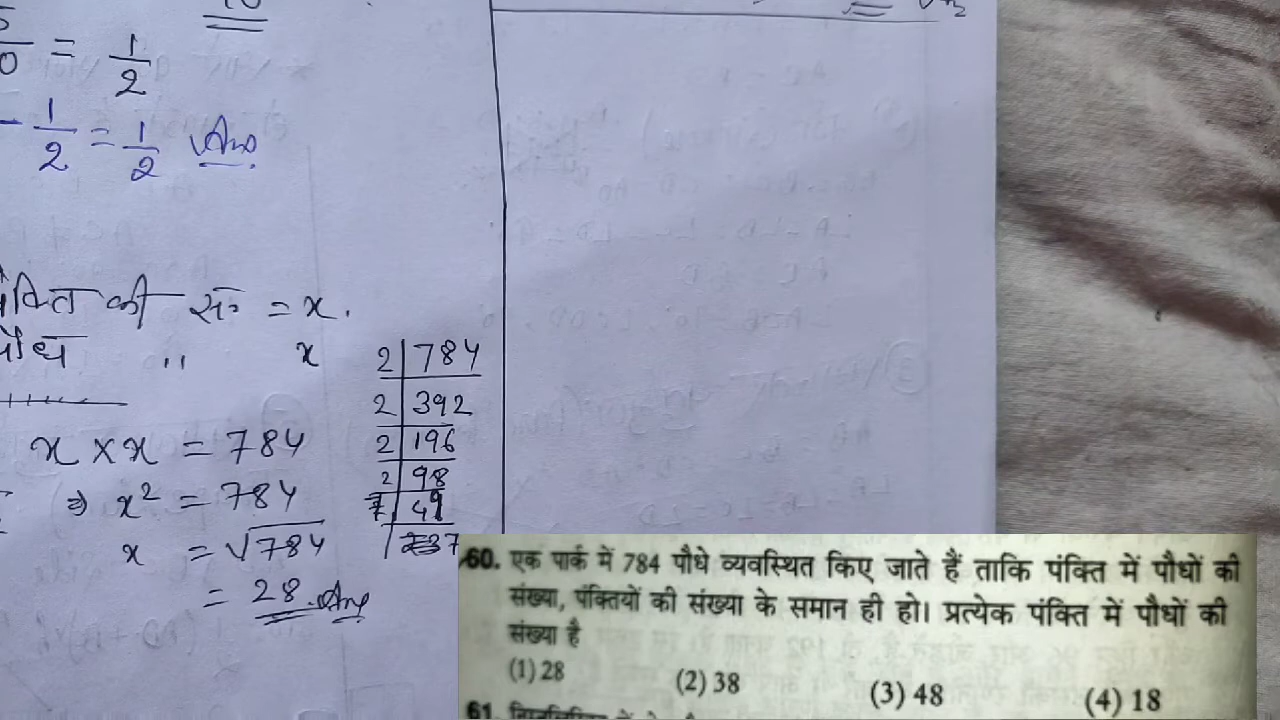 = 1/2
- 1/2 = 1/2 Ans
की सं॰ = x.
पौधे ,, x
x × x = 784
⇒ x² = 784
x = √784
= 28 Ans
2 | 784
2 | 392
2 | 196
2 | 98
7 | 49
60. एक पार्क में 784 पौधे व्यवस्थित किए जाते हैं ताकि पंक्ति में पौधों की
संख्या, पंक्तियों की संख्या के समान ही हो। प्रत्येक पंक्ति में पौधों की
संख्या है
(1) 28 (2) 38 (3) 48 (4) 18
61.